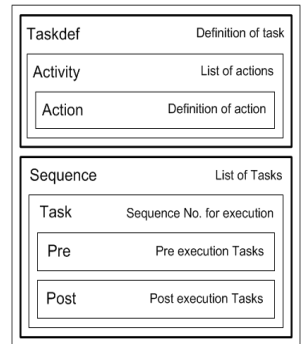 Taskdef Definition of task
Activity List of actions
Action Definition of action
Sequence List of Tasks
Task Sequence No. for execution
Pre Pre execution Tasks
Post Post execution Tasks